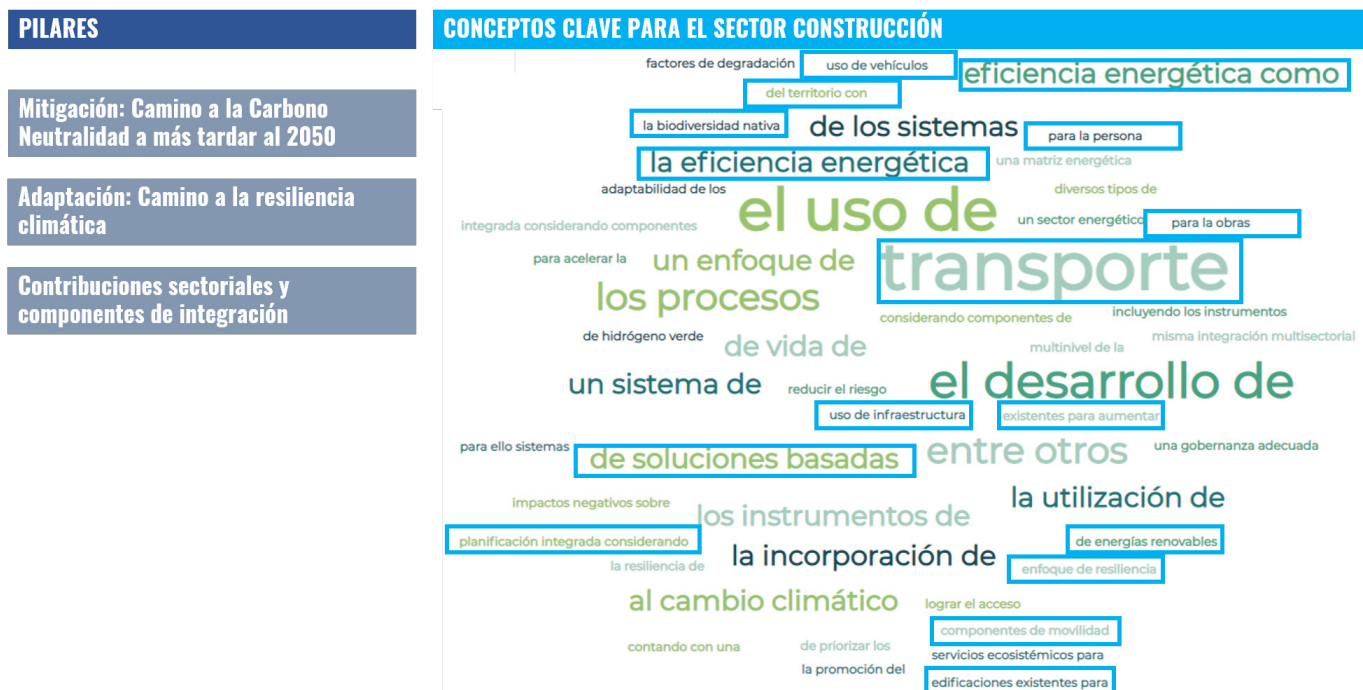 PILARES
Mitigación: Camino a la Carbono
Neutralidad a más tardar al 2050
Adaptación: Camino a la resiliencia
climática
Contribuciones sectoriales y
componentes de integración
CONCEPTOS CLAVE PARA EL SECTOR CONSTRUCCIÓN
factores de degradación
uso de vehículos
eficiencia energética como
del territorio con
la biodiversidad nativa
de los sistemas
para la persona
la eficiencia energética
una matriz energética
adaptabilidad de los
el uso de
diversos tipos de
integrada considerando componentes
un sector energético
para la obras
para acelerar la
un enfoque de
transporte
los procesos
considerando componentes de
incluyendo los instrumentos
de hidrógeno verde
de vida de
multinivel de la
misma integración multisectorial
un sistema de
reducir el riesgo
el desarrollo de
uso de infraestructura
existentes para aumentar
para ello sistemas
de soluciones basadas
entre otros
una gobernanza adecuada
impactos negativos sobre
los instrumentos de
la utilización de
planificación integrada considerando
la incorporación de
de energías renovables
la resiliencia de
enfoque de resiliencia
al cambio climático
lograr el acceso
componentes de movilidad
contando con una
de priorizar los
servicios ecosistémicos para
la promoción del
edificaciones existentes para